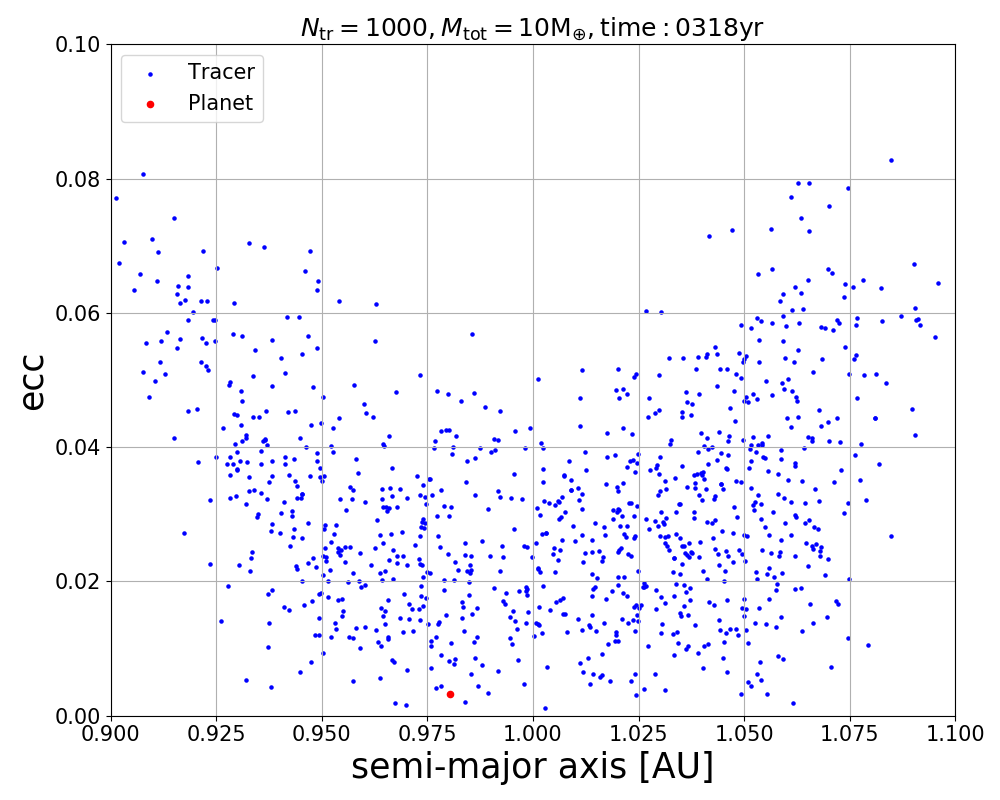 N_tr = 1000, M_tot = 10M_⊕, time : 0318yr
0.10
Tracer
Planet
0.08
0.06
0.04
0.02
0.00
ecc
0.900 0.925 0.950 0.975 1.000 1.025 1.050 1.075 1.100
semi-major axis [AU]